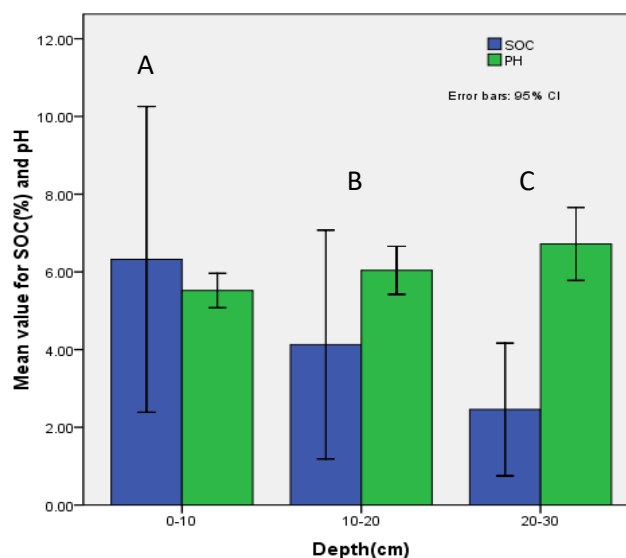 12.00
10.00
8.00
6.00
4.00
2.00
0.00
Mean value for SOC(%) and pH
A
B
C
SOC
PH
Error bars: 95% CI
0-10
10-20
20-30
Depth(cm)